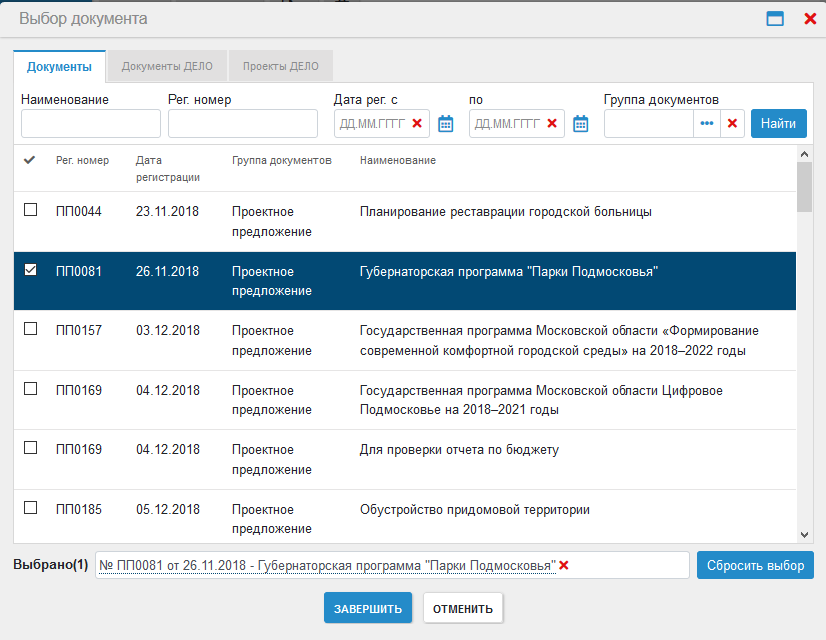 Выбор документа
Документы
Документы ДЕЛО
Проекты ДЕЛО
Наименование
Рег. номер
Дата рег. с
по
Группа документов
ДД.ММ.ГГГГ
ДД.ММ.ГГГГ
Найти
Рег. номер
Дата
регистрации
Группа документов
Наименование
ПП0044
23.11.2018
Проектное
предложение
Планирование реставрации городской больницы
ПП0081
26.11.2018
Проектное
предложение
Губернаторская программа "Парки Подмосковья"
ПП0157
03.12.2018
Проектное
предложение
Государственная программа Московской области «Формирование
современной комфортной городской среды» на 2018–2022 годы
ПП0169
04.12.2018
Проектное
предложение
Государственная программа Московской области Цифровое
Подмосковье на 2018–2021 годы
ПП0169
04.12.2018
Проектное
предложение
Для проверки отчета по бюджету
ПП0185
05.12.2018
Проектное
предложение
Обустройство придомовой территории
Выбрано(1)
№ ПП0081 от 26.11.2018 - Губернаторская программа "Парки Подмосковья"
Сбросить выбор
ЗАВЕРШИТЬ
ОТМЕНИТЬ